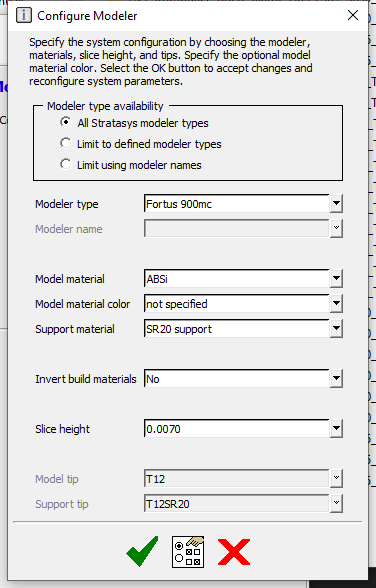 Configure Modeler
Specify the system configuration by choosing the modeler,
materials, slice height, and tips. Specify the optional model
material color. Select the OK button to accept changes and
reconfigure system parameters.
Modeler type availability
All Stratasys modeler types
Limit to defined modeler types
Limit using modeler names
Modeler type Fortus 900mc
Modeler name
Model material ABSi
Model material color not specified
Support material SR20 support
Invert build materials No
Slice height 0.0070
Model tip T12
Support tip T12SR20